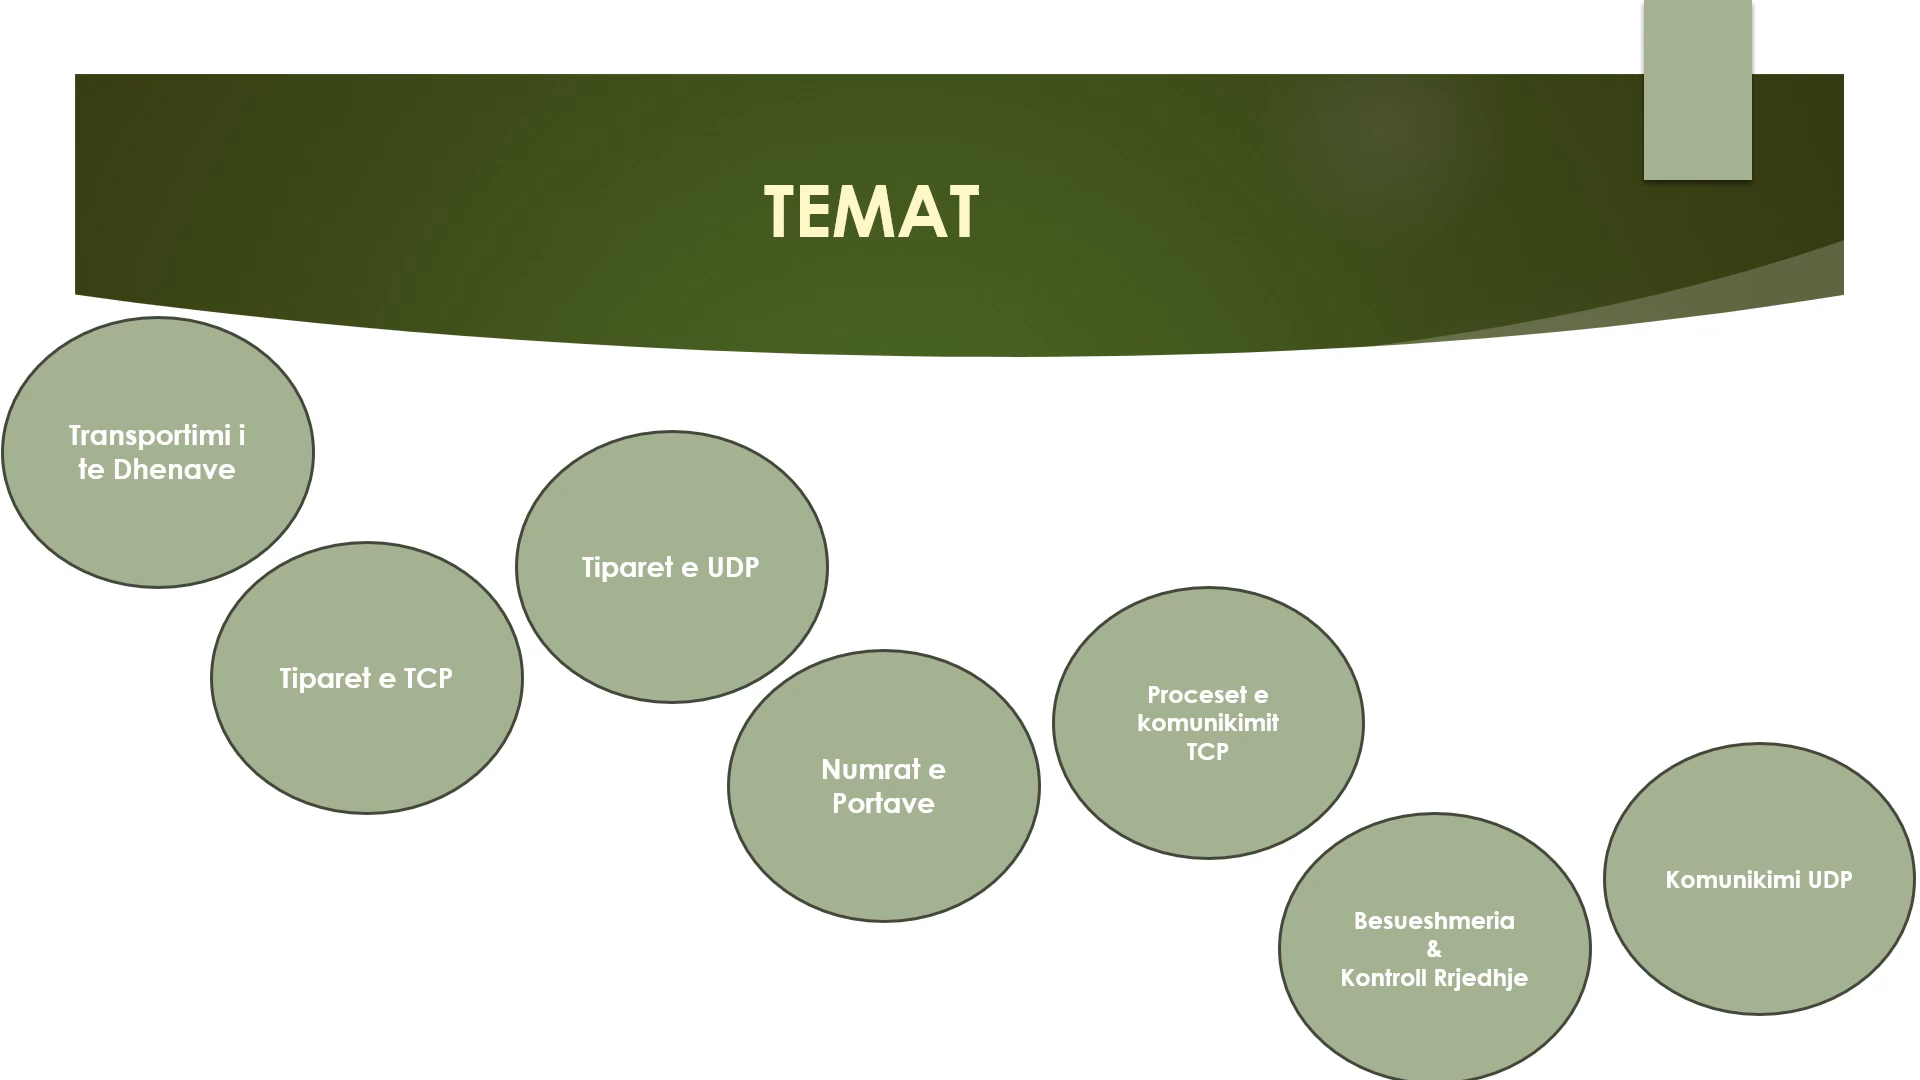 TEMAT
Transportimi i
te Dhenave
Tiparet e TCP
Tiparet e UDP
Numrat e
Portave
Proceset e
komunikimit
TCP
Besueshmeria
&
Kontroll Rrjedhje
Komunikimi UDP